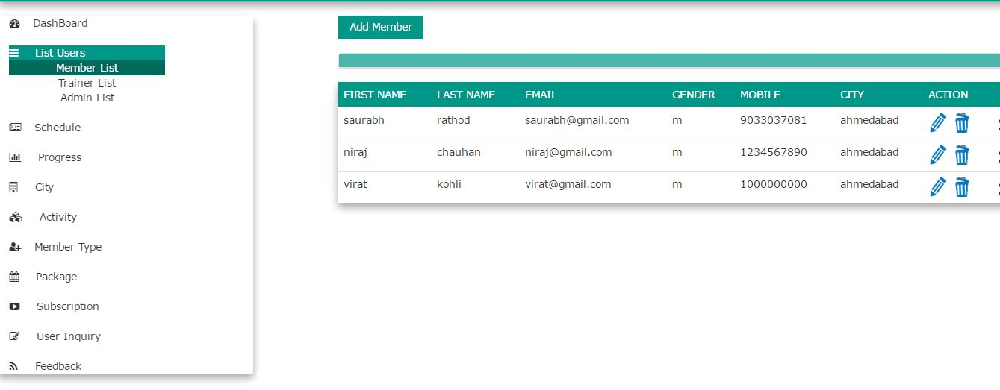 DashBoard
List Users
Member List
Trainer List
Admin List
Schedule
Progress
City
Activity
Member Type
Package
Subscription
User Inquiry
Feedback
Add Member
FIRST NAME LAST NAME EMAIL GENDER MOBILE CITY ACTION
saurabh rathod saurabh@gmail.com m 9033037081 ahmedabad
niraj chauhan niraj@gmail.com m 1234567890 ahmedabad
virat kohli virat@gmail.com m 1000000000 ahmedabad